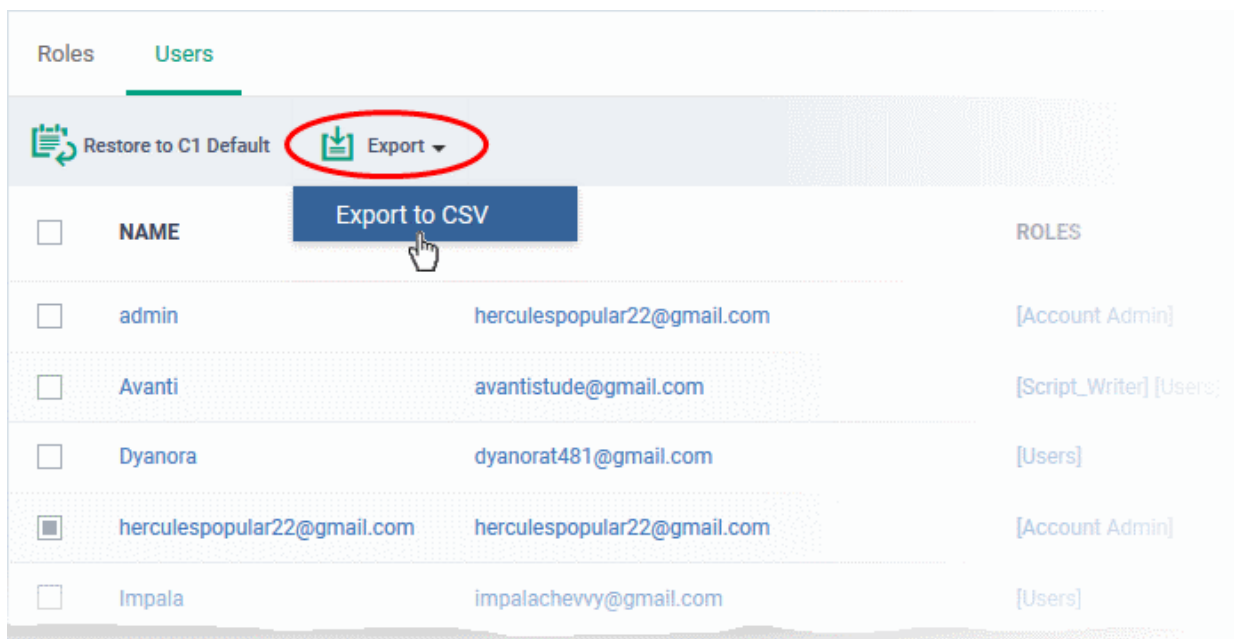 Roles Users
Restore to C1 Default Export
Export to CSV
NAME ROLES
admin herculespopular22@gmail.com [Account Admin]
Avanti avantistude@gmail.com [Script_Writer] [Users]
Dyanora dyanorat481@gmail.com [Users]
herculespopular22@gmail.com herculespopular22@gmail.com [Account Admin]
Impala impalachevvy@gmail.com [Users]